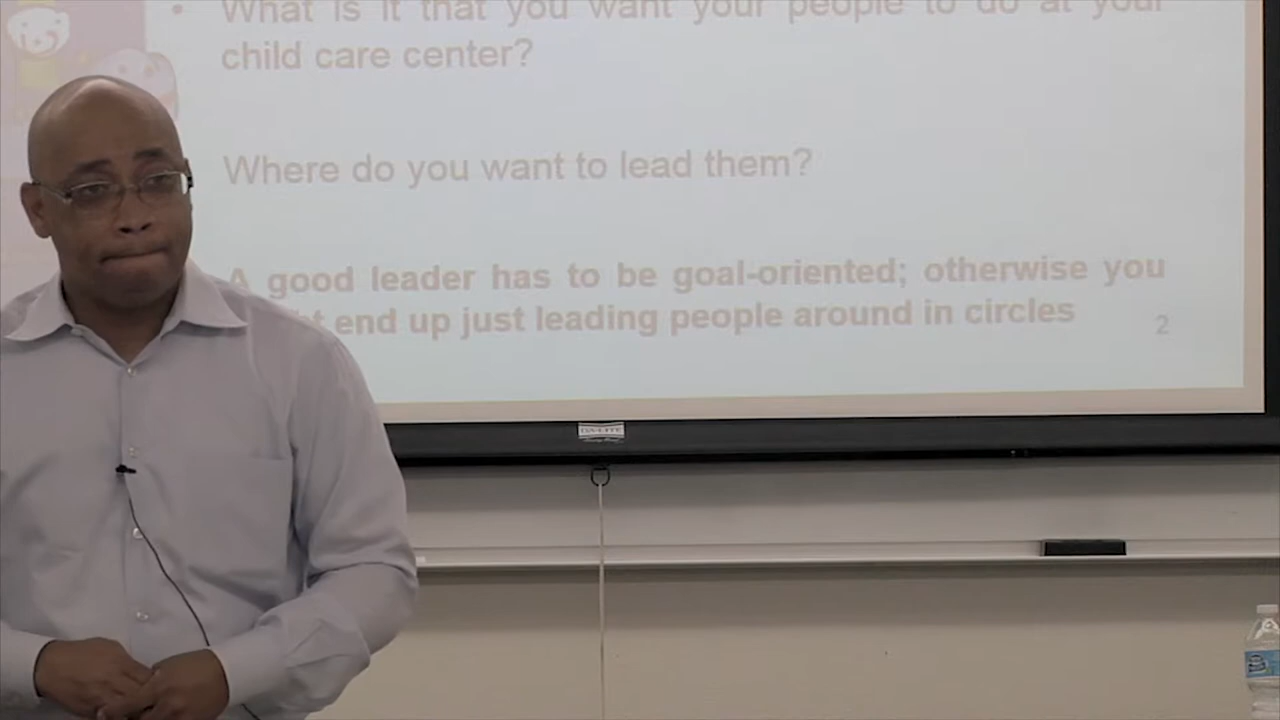 • What is it that you want your people to do at your
child care center?
Where do you want to lead them?
A good leader has to be goal-oriented; otherwise you
end up just leading people around in circles
2
DA-LITE